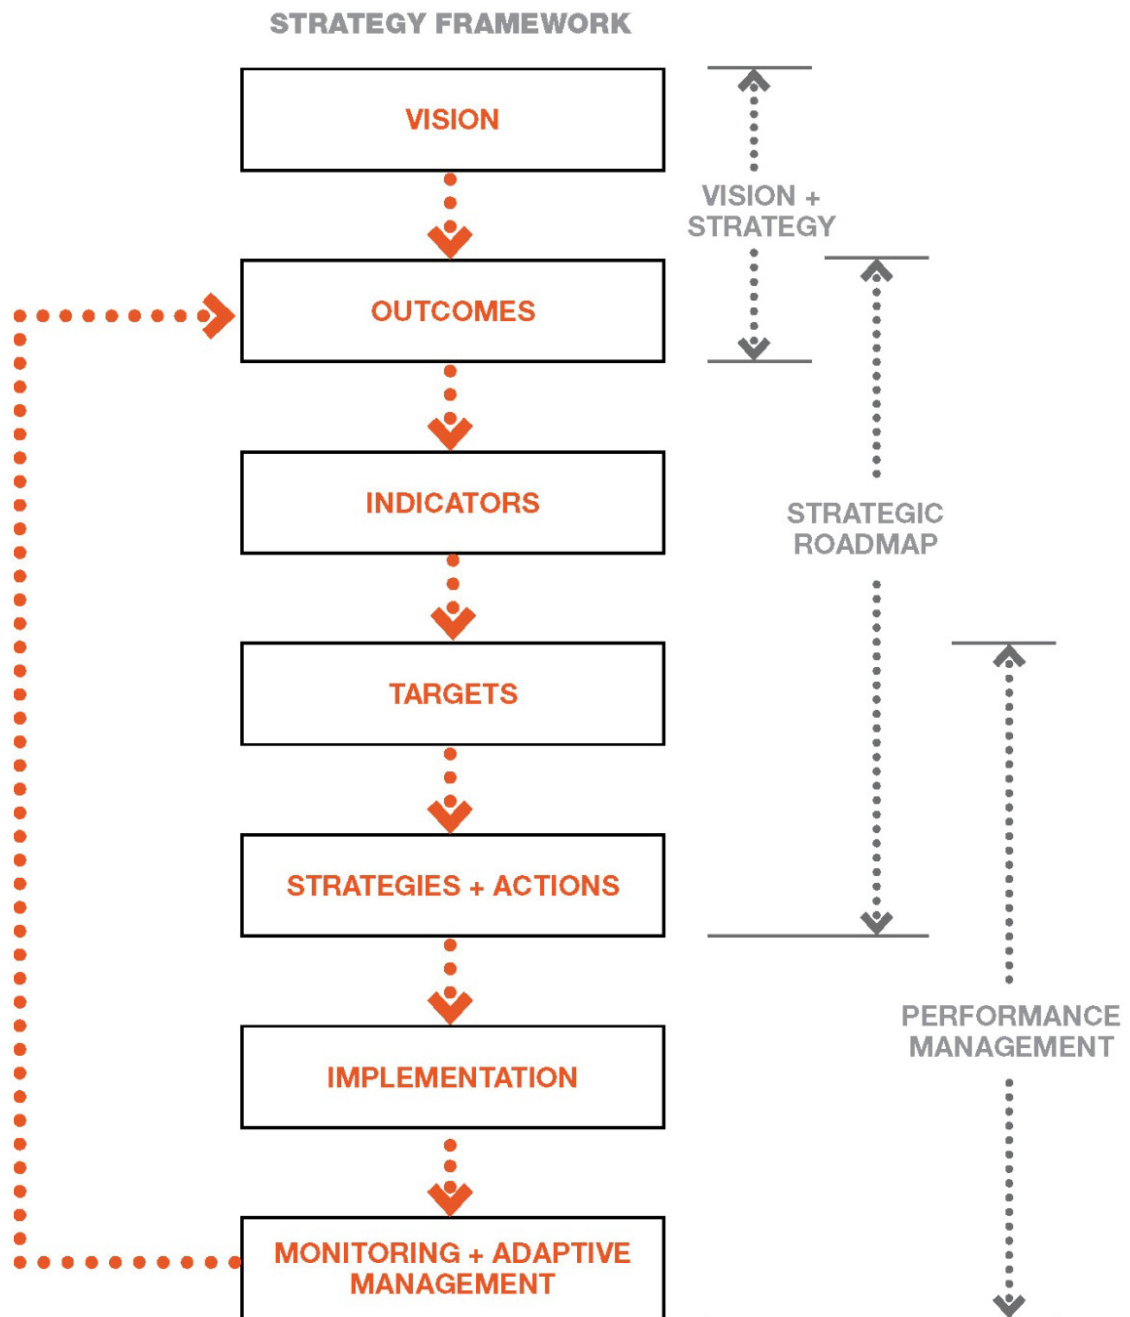 STRATEGY FRAMEWORK
VISION
VISION +
STRATEGY
OUTCOMES
INDICATORS
STRATEGIC
ROADMAP
TARGETS
STRATEGIES + ACTIONS
PERFORMANCE
MANAGEMENT
IMPLEMENTATION
MONITORING + ADAPTIVE
MANAGEMENT